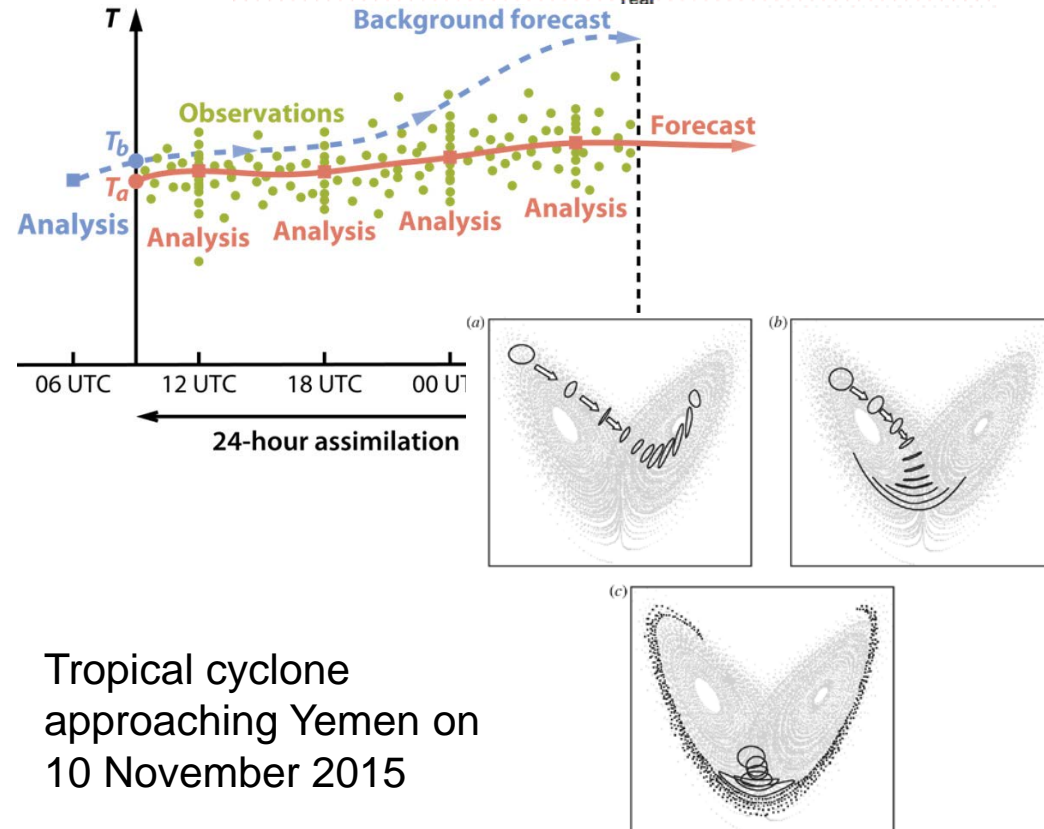 T
Background forecast
Observations
Forecast
Tb
Ta
Analysis
Analysis
Analysis
Analysis
Analysis
06 UTC
12 UTC
18 UTC
24-hour assimilation
(a)
(b)
(c)
Tropical cyclone
approaching Yemen on
10 November 2015